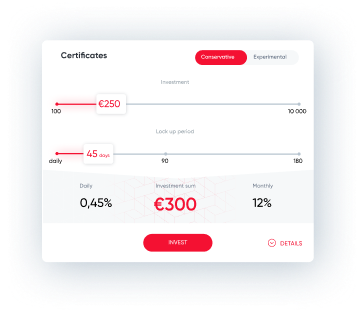 Certificates
Conservative Experimental
Investment
€250
100 10 000
Lock up period
45 days
daily 90 180
Daily Investment sum Monthly
0,45% €300 12%
INVEST DETAILS